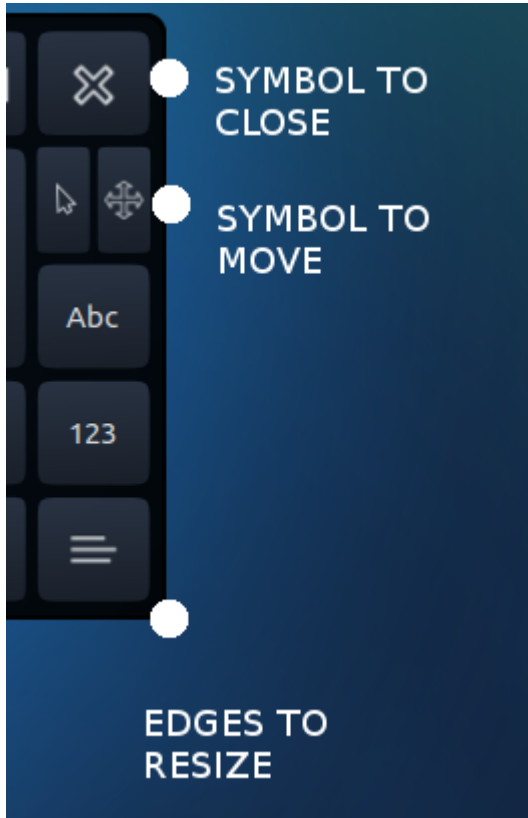 SYMBOL TO
CLOSE
SYMBOL TO
MOVE
Abc
123
EDGES TO
RESIZE